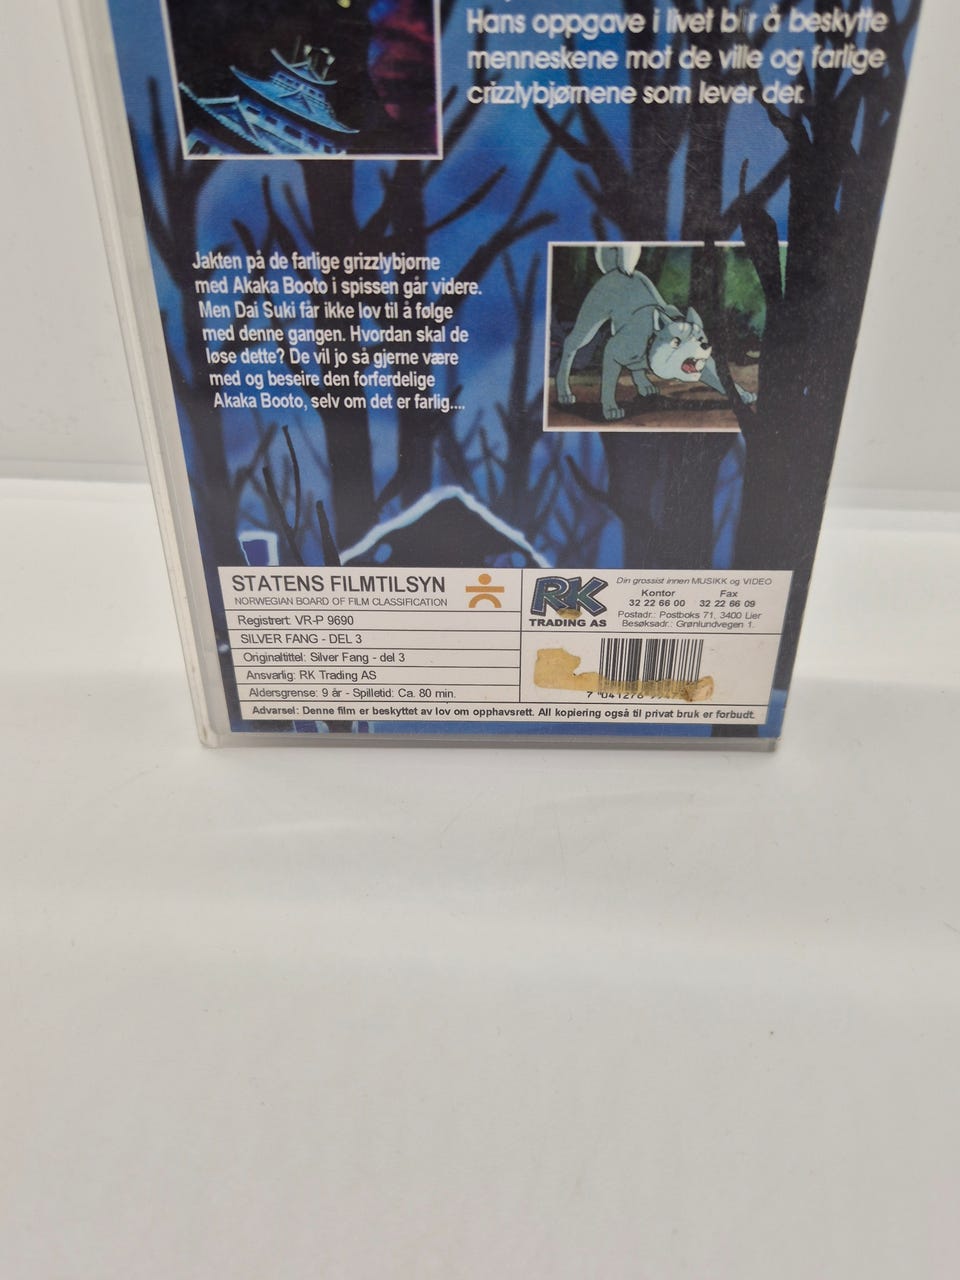 Hans oppgave i livet blir å beskytte
menneskene mot de ville og farlige
crizzlybjørnene som lever der.
Jakten på de farlige grizzlybjørne
med Akaka Booto i spissen går videre.
Men Dai Suki får ikke lov til å følge
med denne gangen. Hvordan skal de
løse dette? De vil jo så gjerne være
med og beseire den forferdelige
Akaka Booto, selv om det er farlig....
STATENS FILMTILSYN
NORWEGIAN BOARD OF FILM CLASSIFICATION
Registrert: VR-P 9690
SILVER FANG - DEL 3
Originaltittel: Silver Fang - del 3
Ansvarlig: RK Trading AS
Aldersgrense: 9 år - Spilletid: Ca. 80 min.
RK
TRADING AS
Din grossist innen MUSIKK og VIDEO
Kontor Fax
32 22 66 00 32 22 66 09
Postadr.: Postboks 71, 3400 Lier
Besøksadr.: Grønlundvegen 1.
7 041276
Advarsel: Denne film er beskyttet av lov om opphavsrett. All kopiering også til privat bruk er forbudt.